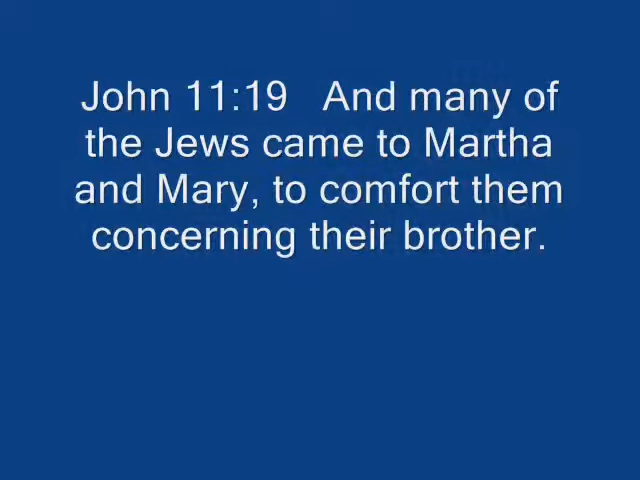 John 11:19   And many of
the Jews came to Martha
and Mary, to comfort them
concerning their brother.